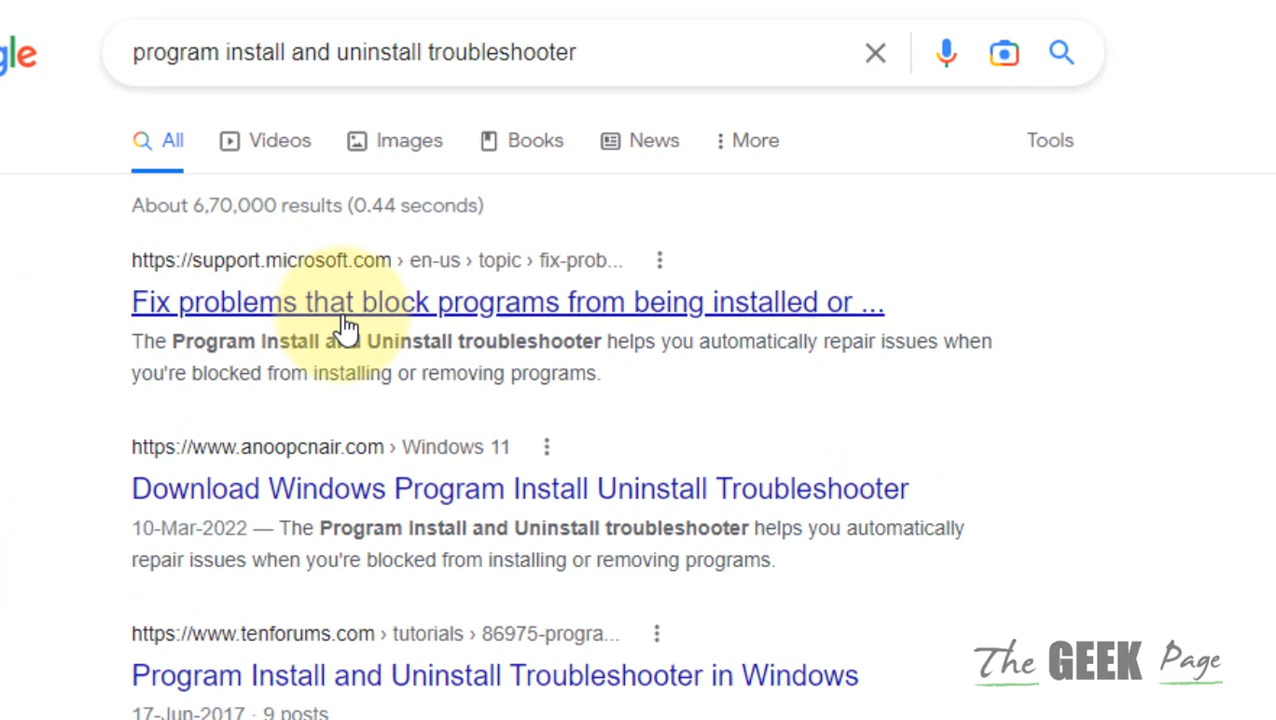 gle
program install and uninstall troubleshooter
All Videos Images Books News More Tools
About 6,70,000 results (0.44 seconds)
https://support.microsoft.com › en-us › topic › fix-prob...
Fix problems that block programs from being installed or ...
The Program Install and Uninstall troubleshooter helps you automatically repair issues when
you're blocked from installing or removing programs.
https://www.anoopcnair.com › Windows 11
Download Windows Program Install Uninstall Troubleshooter
10-Mar-2022 — The Program Install and Uninstall troubleshooter helps you automatically
repair issues when you're blocked from installing or removing programs.
https://www.tenforums.com › tutorials › 86975-progra...
Program Install and Uninstall Troubleshooter in Windows
17-Jun-2017 · 9 posts
The GEEK Page